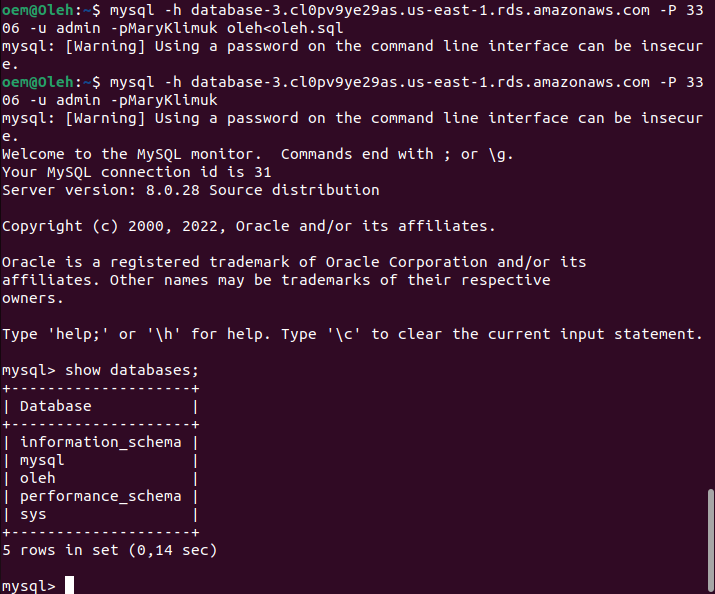 oem@Oleh:~$ mysql -h database-3.cl0pv9ye29as.us-east-1.rds.amazonaws.com -P 33
06 -u admin -pMaryKlimuk oleh<oleh.sql
mysql: [Warning] Using a password on the command line interface can be insecur
e.
oem@Oleh:~$ mysql -h database-3.cl0pv9ye29as.us-east-1.rds.amazonaws.com -P 33
06 -u admin -pMaryKlimuk
mysql: [Warning] Using a password on the command line interface can be insecur
e.
Welcome to the MySQL monitor.  Commands end with ; or \g.
Your MySQL connection id is 31
Server version: 8.0.28 Source distribution

Copyright (c) 2000, 2022, Oracle and/or its affiliates.

Oracle is a registered trademark of Oracle Corporation and/or its
affiliates. Other names may be trademarks of their respective
owners.

Type 'help;' or '\h' for help. Type '\c' to clear the current input statement.

mysql> show databases;
+--------------------+
| Database           |
+--------------------+
| information_schema |
| mysql              |
| oleh               |
| performance_schema |
| sys                |
+--------------------+
5 rows in set (0,14 sec)

mysql>